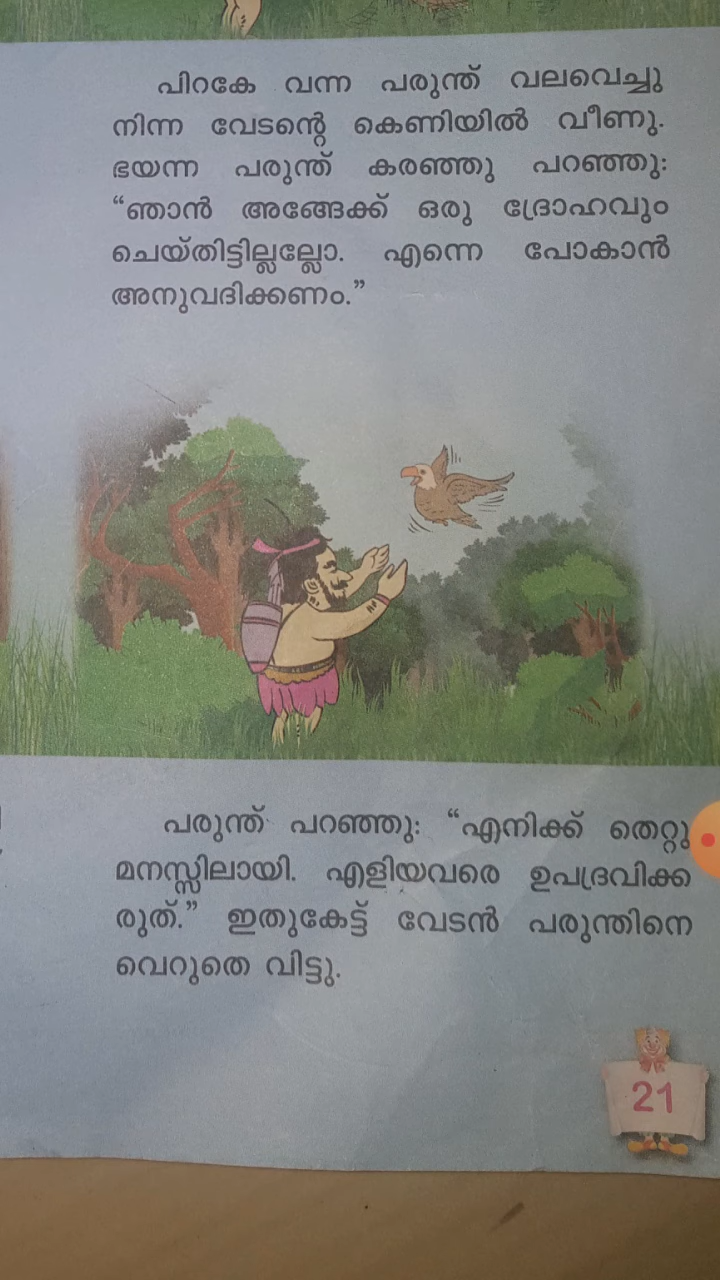 പിറകേ വന്ന പരുന്ത് വലവെച്ചു
നിന്ന വേടന്റെ കെണിയിൽ വീണു.
ഭയന്ന പരുന്ത് കരഞ്ഞു പറഞ്ഞു:
“ഞാൻ അങ്ങേക്ക് ഒരു ദ്രോഹവും
ചെയ്തിട്ടില്ലല്ലോ. എന്നെ പോകാൻ
അനുവദിക്കണം.”
പരുന്ത് പറഞ്ഞു: “എനിക്ക് തെറ്റു
മനസ്സിലായി. എളിയവരെ ഉപദ്രവിക്ക
രുത്.” ഇതുകേട്ട് വേടൻ പരുന്തിനെ
വെറുതെ വിട്ടു.
21